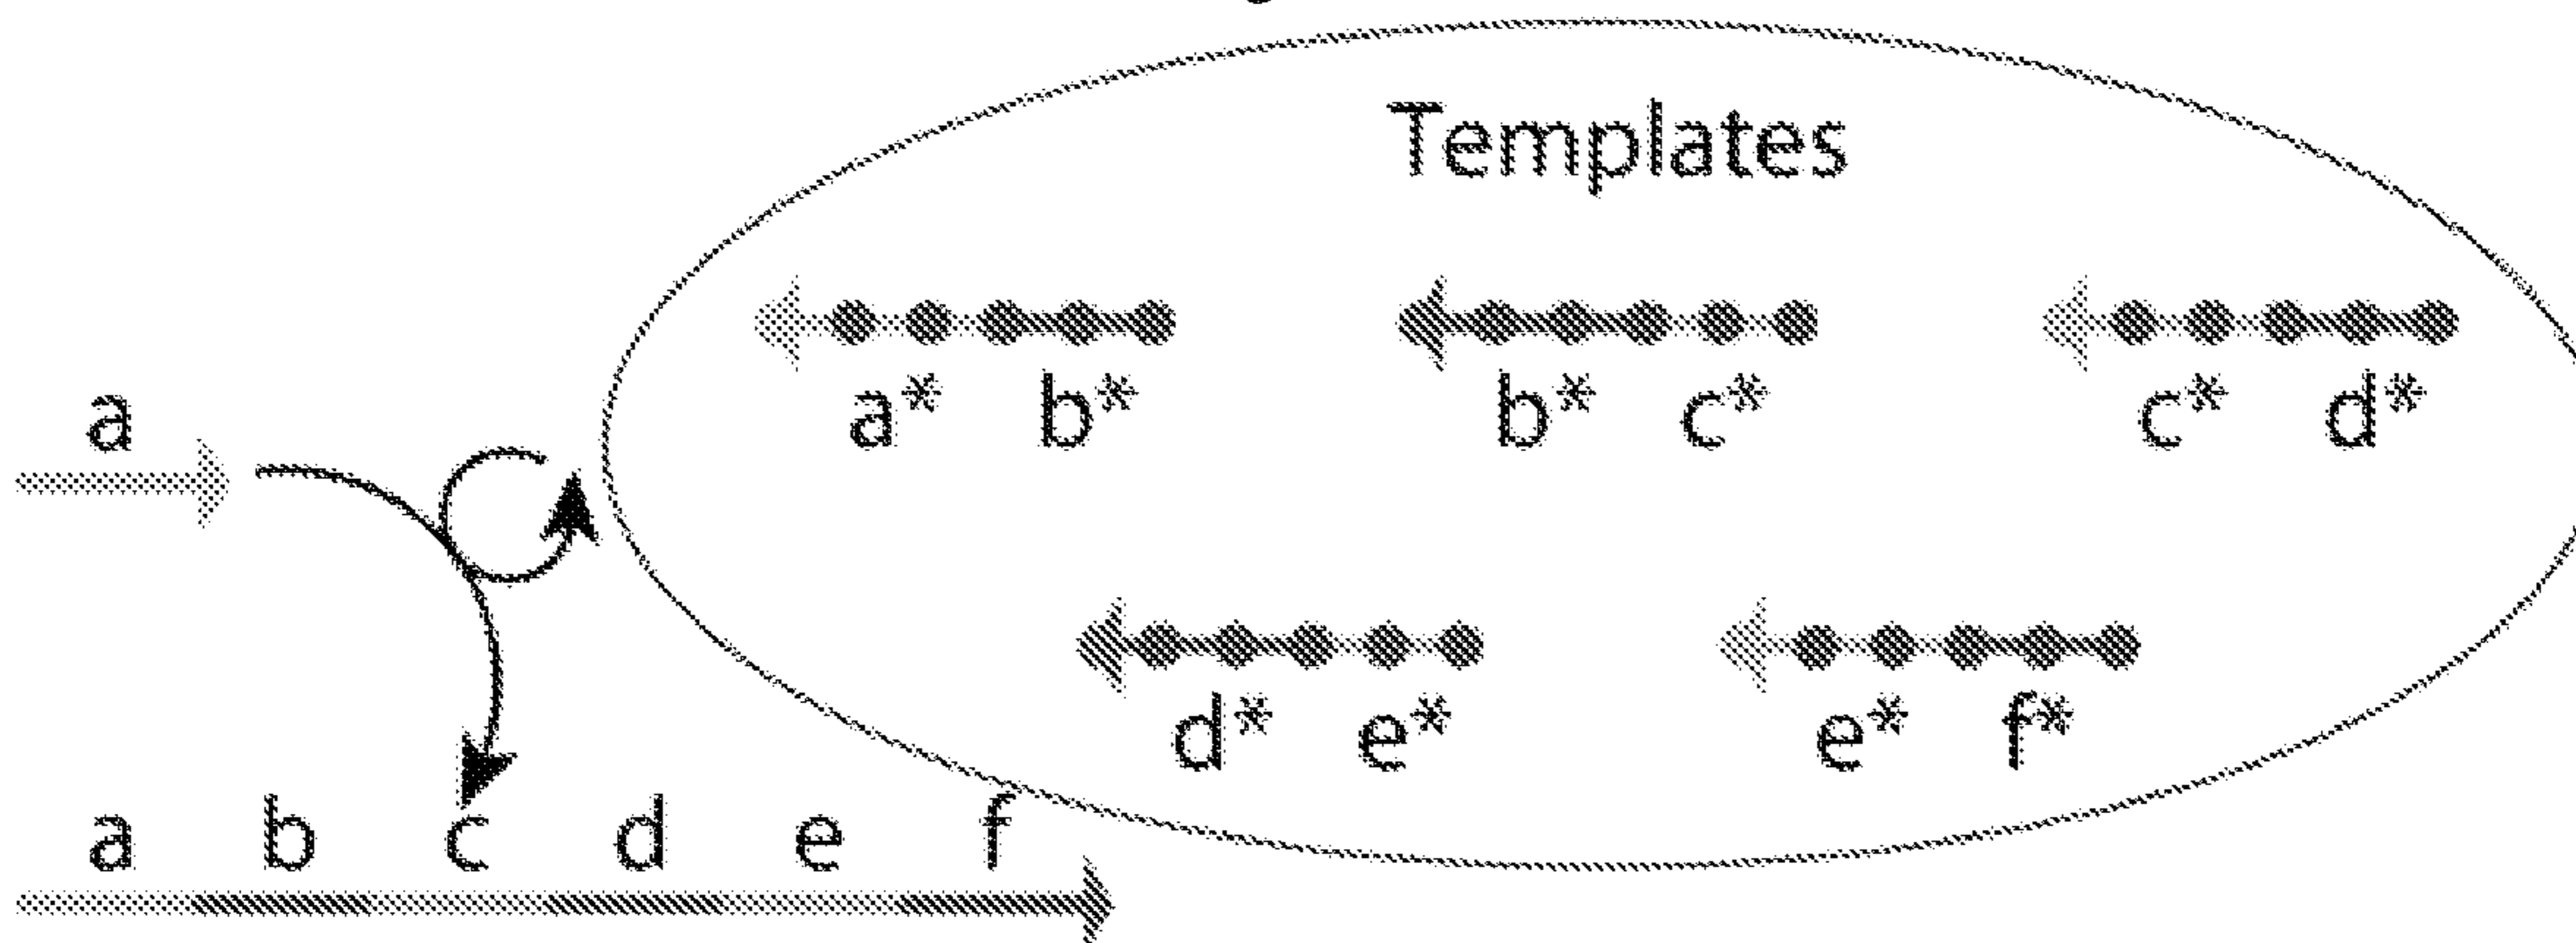 Templates
a* b* b* c* c* d*
a
d* e* e* f*
a b c d e f